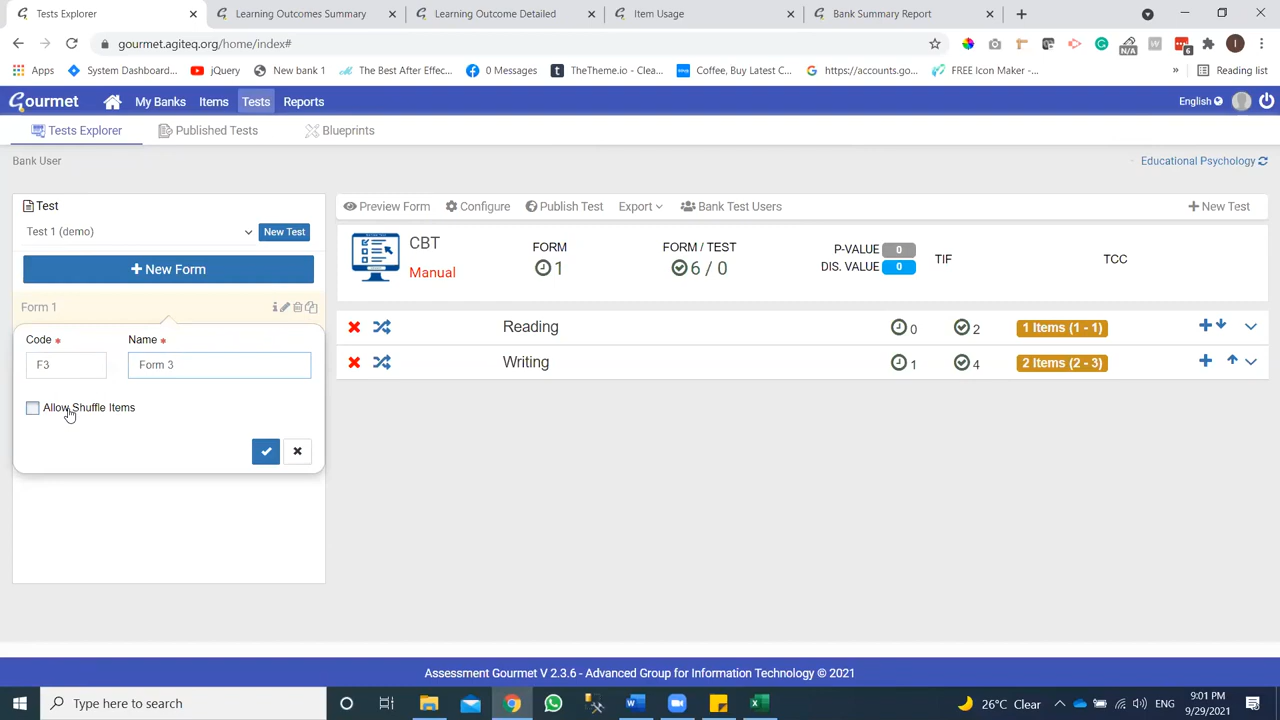 Tests Explorer
Learning Outcomes Summary
Learning Outcome Detailed
Item Usage
Bank Summary Report
gourmet.agiteq.org/home/index#
N/A
6
I
Apps
System Dashboard...
jQuery
New bank 1
The Best After Effec...
0 Messages
TheTheme.io - Clea...
Coffee, Buy Latest C...
https://accounts.go...
FREE Icon Maker -...
»
Reading list
Gourmet
My Banks
Items
Tests
Reports
English
Tests Explorer
Published Tests
Blueprints
Bank User
Educational Psychology
Test
Test 1 (demo)
New Test
New Form
Form 1
Code *
Name *
F3
Form 3
Allow Shuffle Items
Preview Form
Configure
Publish Test
Export
Bank Test Users
New Test
CBT
Manual
FORM
1
FORM / TEST
6 / 0
P-VALUE 0
DIS. VALUE 0
TIF
TCC
Reading
0
2
1 Items (1 - 1)
Writing
1
4
2 Items (2 - 3)
Assessment Gourmet V 2.3.6 - Advanced Group for Information Technology © 2021
Type here to search
26°C Clear
ENG
9:01 PM
9/29/2021